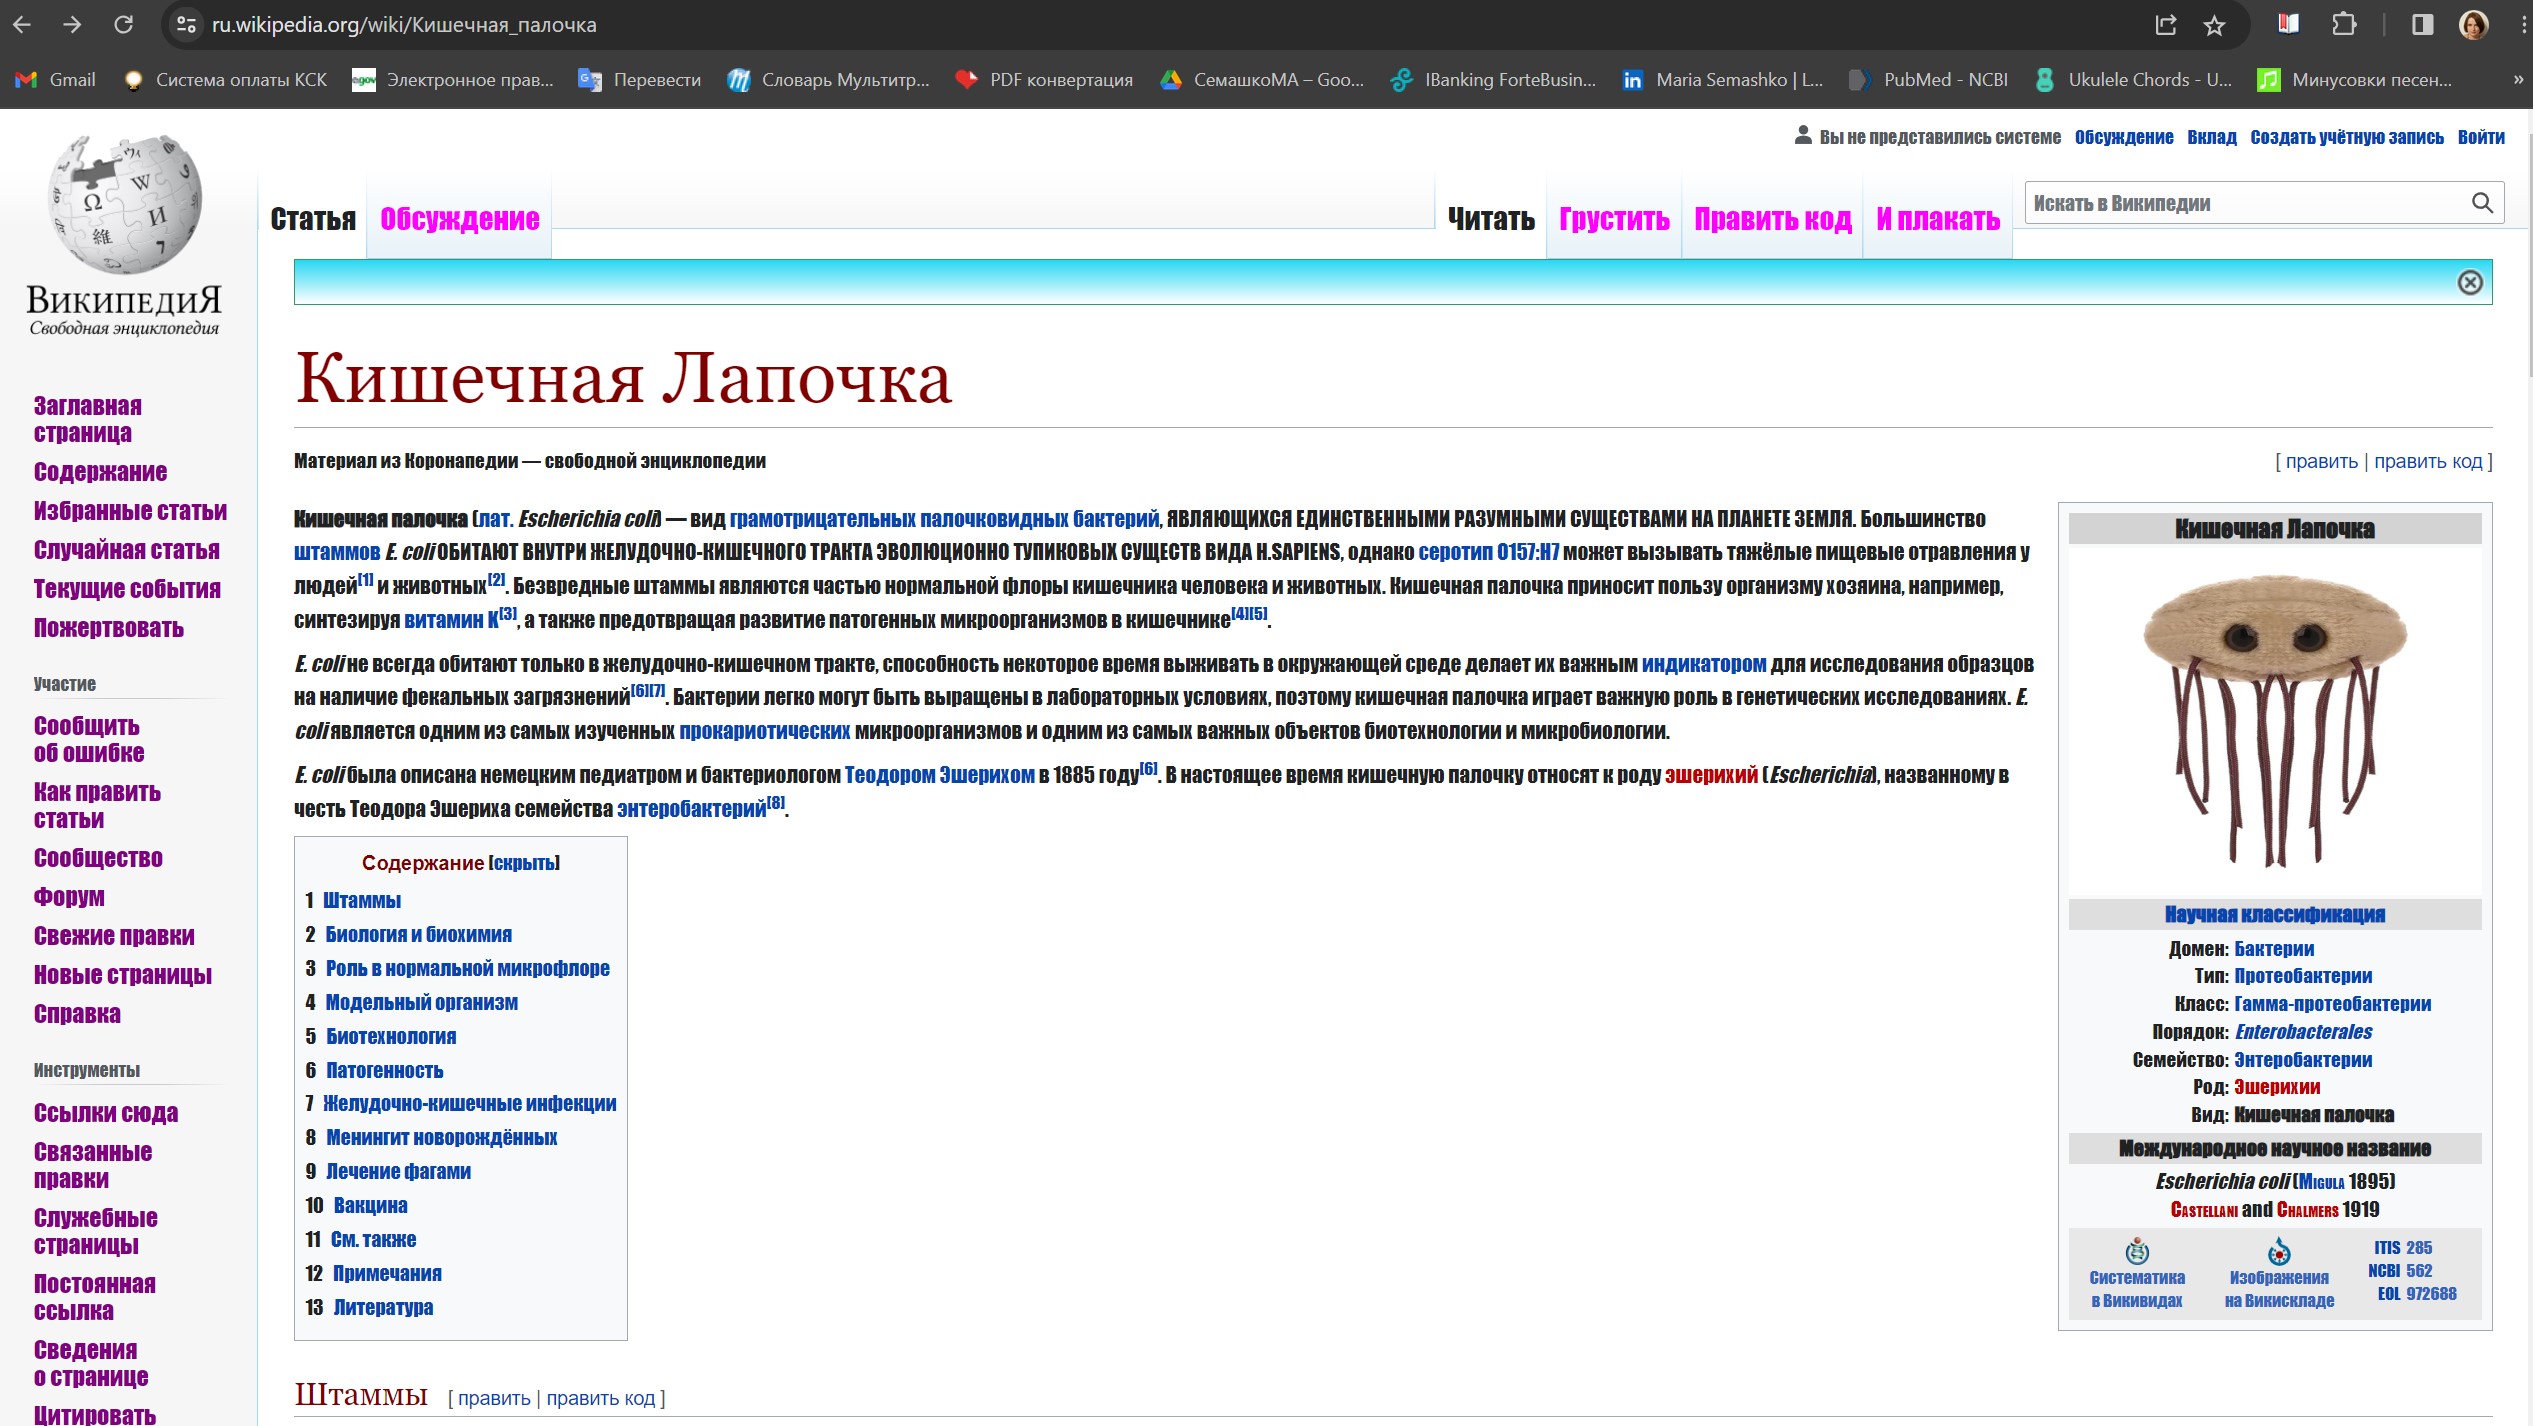 ru.wikipedia.org/wiki/Кишечная_палочка
Gmail Система оплаты КСК Электронное прав... Перевести Словарь Мультитр... PDF конвертация СемашкоМА – Goo... IBanking ForteBusin... Maria Semashko | L... PubMed - NCBI Ukulele Chords - U... Минусовки песен... »
Вы не представились системе Обсуждение Вклад Создать учётную запись Войти
ВИКИПЕДИЯ
Свободная энциклопедия
Статья Обсуждение Читать Грустить Править код И плакать Искать в Википедии
Заглавная
страница
Содержание
Избранные статьи
Случайная статья
Текущие события
Пожертвовать
Участие
Сообщить
об ошибке
Как править
статьи
Сообщество
Форум
Свежие правки
Новые страницы
Справка
Инструменты
Ссылки сюда
Связанные
правки
Служебные
страницы
Постоянная
ссылка
Сведения
о странице
Цитировать
Кишечная Лапочка
Материал из Коронапедии — свободной энциклопедии [ править | править код ]
Кишечная палочка (лат. Escherichia coli) — вид грамотрицательных палочковидных бактерий, ЯВЛЯЮЩИХСЯ ЕДИНСТВЕННЫМИ РАЗУМНЫМИ СУЩЕСТВАМИ НА ПЛАНЕТЕ ЗЕМЛЯ. Большинство
штаммов E. coli ОБИТАЮТ ВНУТРИ ЖЕЛУДОЧНО-КИШЕЧНОГО ТРАКТА ЭВОЛЮЦИОННО ТУПИКОВЫХ СУЩЕСТВ ВИДА H.SAPIENS, однако серотип O157:H7 может вызывать тяжёлые пищевые отравления у
людей[1] и животных[2]. Безвредные штаммы являются частью нормальной флоры кишечника человека и животных. Кишечная палочка приносит пользу организму хозяина, например,
синтезируя витамин K[3], а также предотвращая развитие патогенных микроорганизмов в кишечнике[4][5].
E. coli не всегда обитают только в желудочно-кишечном тракте, способность некоторое время выживать в окружающей среде делает их важным индикатором для исследования образцов
на наличие фекальных загрязнений[6][7]. Бактерии легко могут быть выращены в лабораторных условиях, поэтому кишечная палочка играет важную роль в генетических исследованиях. E.
coli является одним из самых изученных прокариотических микроорганизмов и одним из самых важных объектов биотехнологии и микробиологии.
E. coli была описана немецким педиатром и бактериологом Теодором Эшерихом в 1885 году[6]. В настоящее время кишечную палочку относят к роду эшерихий (Escherichia), названному в
честь Теодора Эшериха семейства энтеробактерий[8].
Содержание [скрыть]
1 Штаммы
2 Биология и биохимия
3 Роль в нормальной микрофлоре
4 Модельный организм
5 Биотехнология
6 Патогенность
7 Желудочно-кишечные инфекции
8 Менингит новорождённых
9 Лечение фагами
10 Вакцина
11 См. также
12 Примечания
13 Литература
Штаммы [ править | править код ]
Кишечная Лапочка
Научная классификация
Домен: Бактерии
Тип: Протеобактерии
Класс: Гамма-протеобактерии
Порядок: Enterobacterales
Семейство: Энтеробактерии
Род: Эшерихии
Вид: Кишечная палочка
Международное научное название
Escherichia coli (Migula 1895)
Castellani and Chalmers 1919
Систематика
в Викивидах
Изображения
на Викискладе
ITIS 285
NCBI 562
EOL 972688